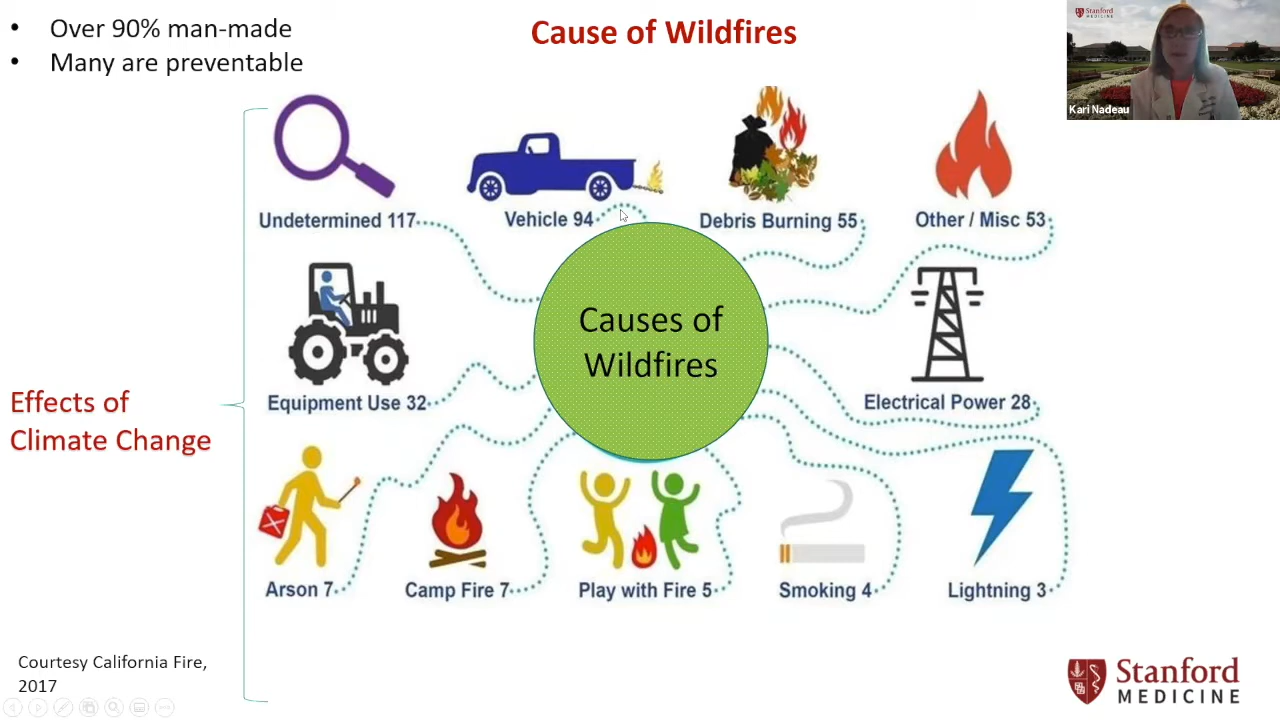 • Over 90% man-made
• Many are preventable
Cause of Wildfires
Stanford
MEDICINE
Kari Nadeau
Undetermined 117
Vehicle 94
Debris Burning 55
Other / Misc 53
Causes of
Wildfires
Equipment Use 32
Electrical Power 28
Effects of
Climate Change
Arson 7
Camp Fire 7
Play with Fire 5
Smoking 4
Lightning 3
Courtesy California Fire,
2017
Stanford
MEDICINE